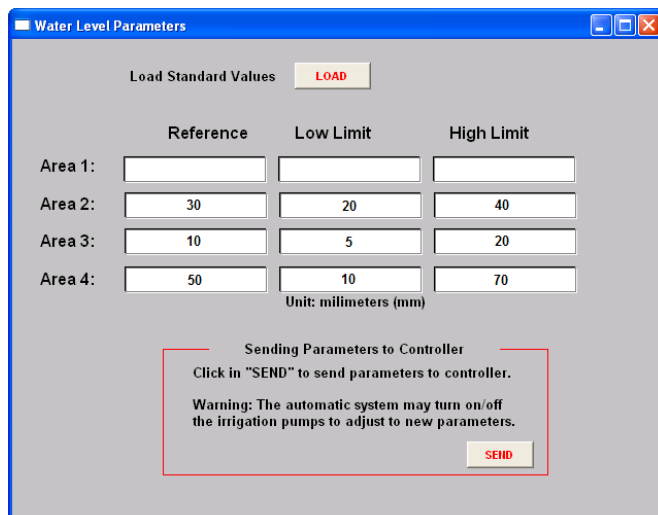 Water Level Parameters
Load Standard Values LOAD
Reference Low Limit High Limit
Area 1:
Area 2: 30 20 40
Area 3: 10 5 20
Area 4: 50 10 70
Unit: milimeters (mm)
Sending Parameters to Controller
Click in "SEND" to send parameters to controller.
Warning: The automatic system may turn on/off
the irrigation pumps to adjust to new parameters.
SEND